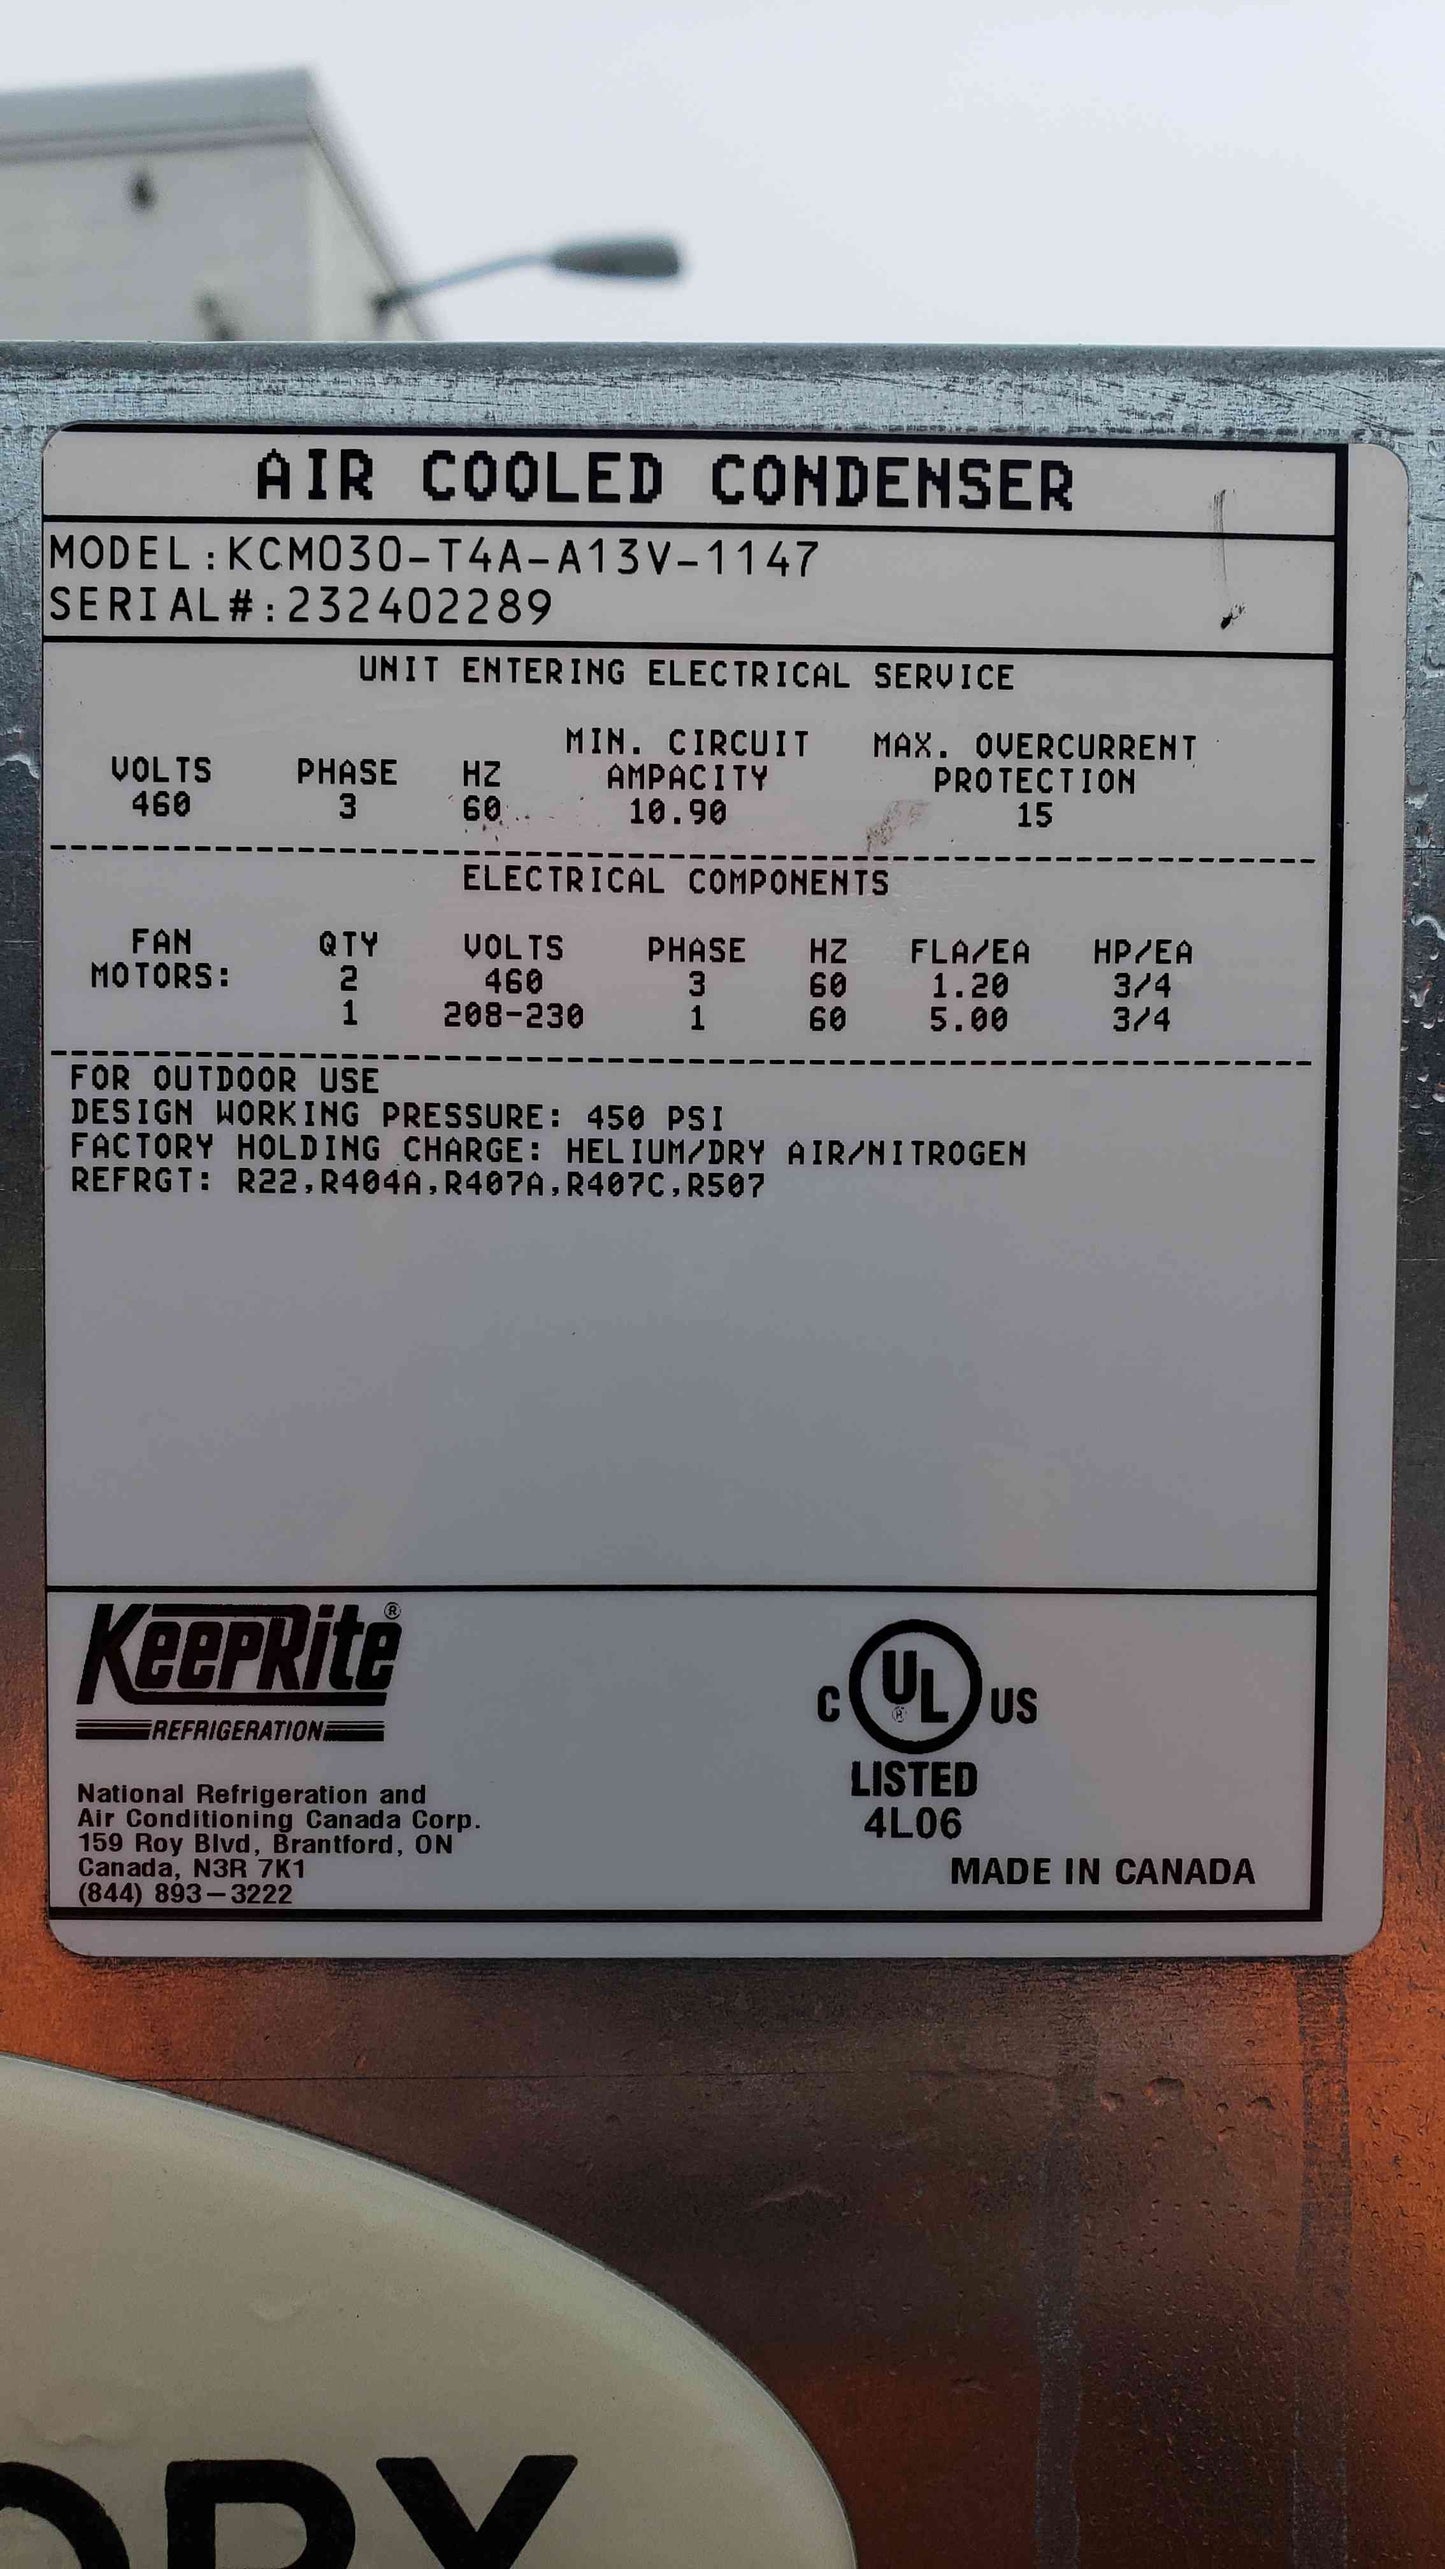 AIR COOLED CONDENSER
MODEL:KCM030-T4A-A13V-1147
SERIAL#:232402289
UNIT ENTERING ELECTRICAL SERVICE
VOLTS PHASE HZ MIN. CIRCUIT AMPACITY MAX. OVERCURRENT PROTECTION
460 3 60 10.90 15
ELECTRICAL COMPONENTS
FAN MOTORS: QTY VOLTS PHASE HZ FLA/EA HP/EA
2 460 3 60 1.20 3/4
1 208-230 1 60 5.00 3/4
FOR OUTDOOR USE
DESIGN WORKING PRESSURE: 450 PSI
FACTORY HOLDING CHARGE: HELIUM/DRY AIR/NITROGEN
REFRGT: R22,R404A,R407A,R407C,R507
KeepRite®
REFRIGERATION
National Refrigeration and
Air Conditioning Canada Corp.
159 Roy Blvd, Brantford, ON
Canada, N3R 7K1
(844) 893-3222
C UL® US
LISTED
4L06
MADE IN CANADA